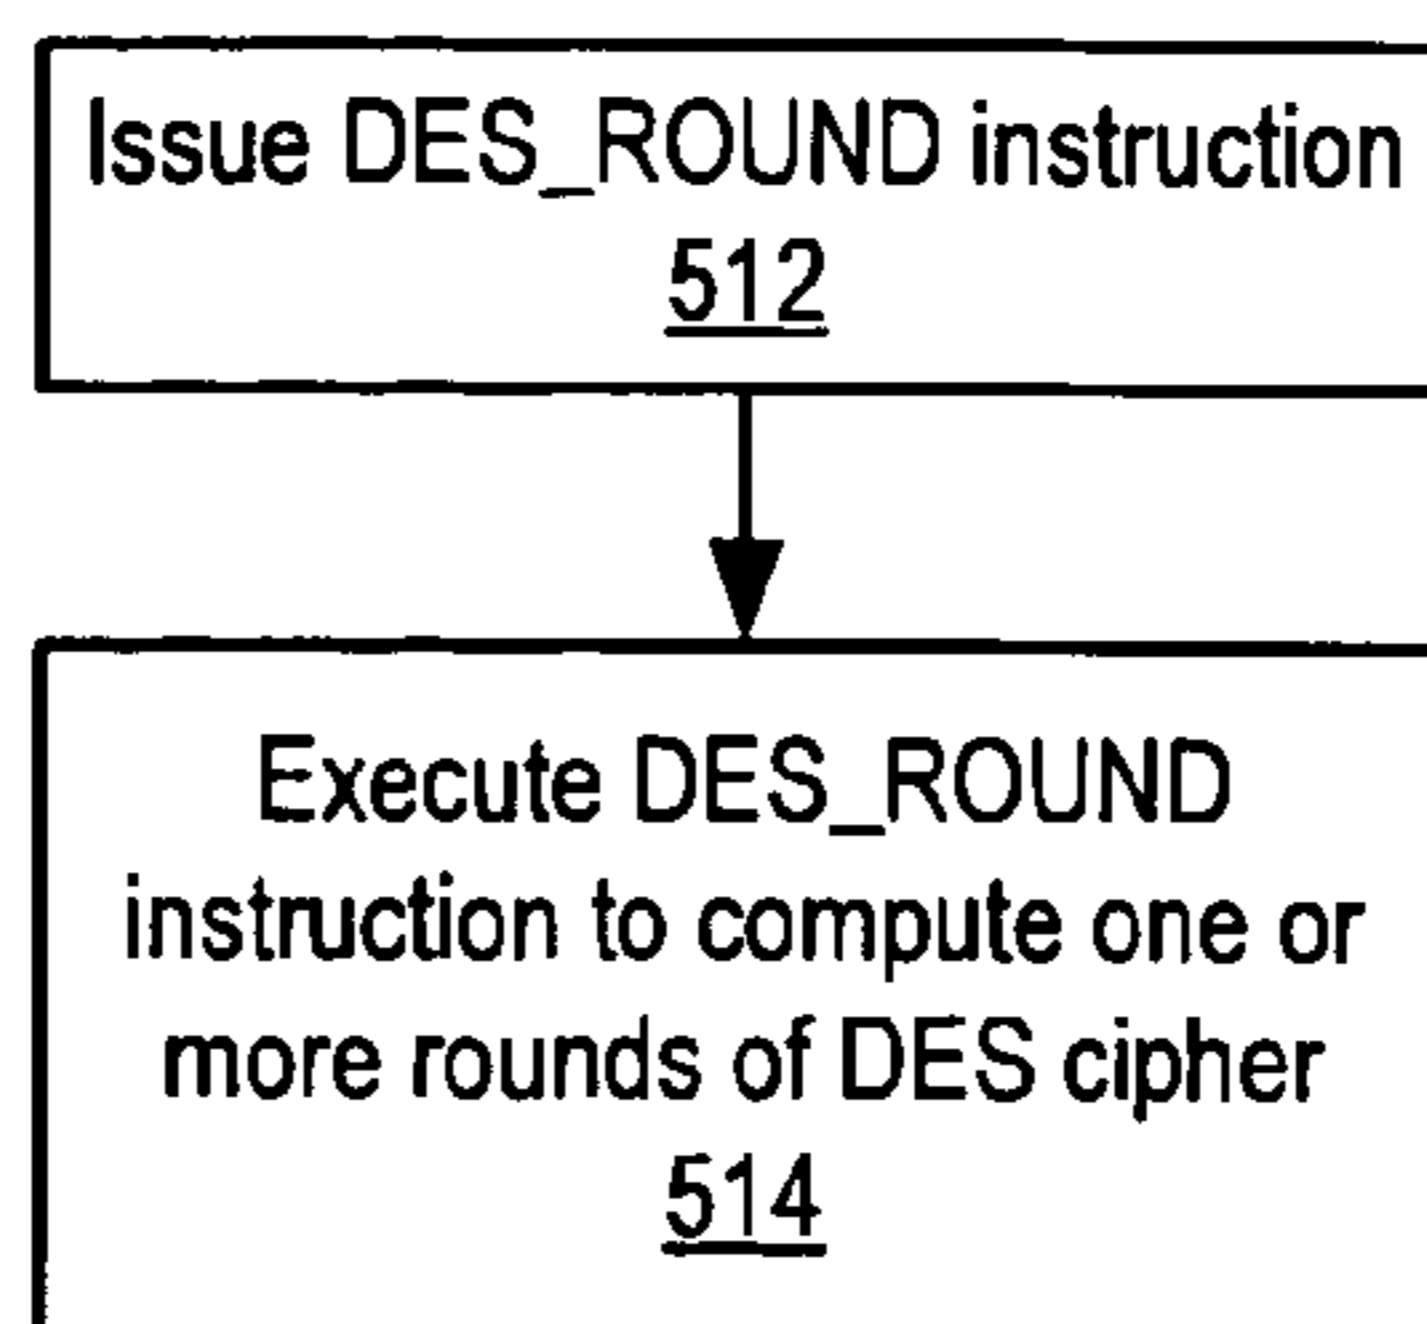 Issue DES_ROUND instruction
512
Execute DES_ROUND
instruction to compute one or
more rounds of DES cipher
514